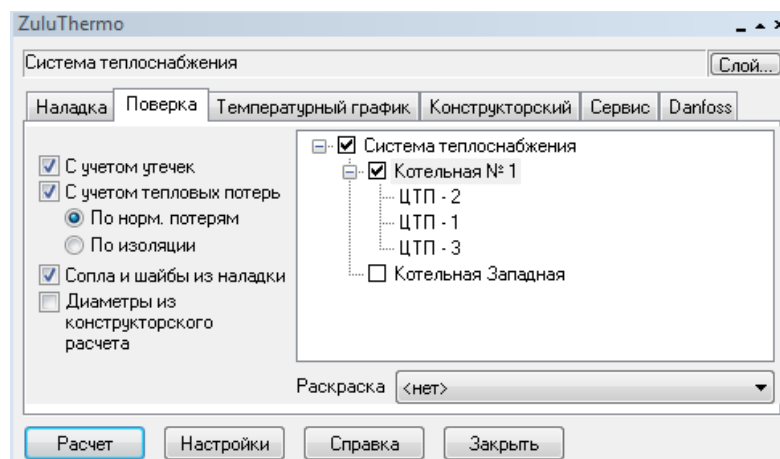 ZuluThermo
Система теплоснабжения
Слой...
Наладка Поверка Температурный график Конструкторский Сервис Danfoss
С учетом утечек
С учетом тепловых потерь
По норм. потерям
По изоляции
Сопла и шайбы из наладки
Диаметры из
конструкторского
расчета
Система теплоснабжения
Котельная № 1
ЦТП - 2
ЦТП - 1
ЦТП - 3
Котельная Западная
Раскраска <нет>
Расчет Настройки Справка Закрыть